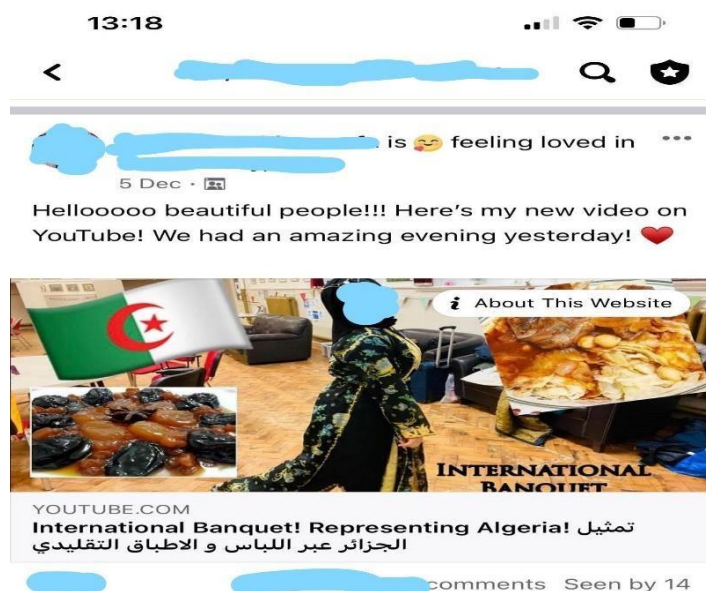 13:18
is 🥰 feeling loved in
5 Dec ·
Hellooooo beautiful people!!! Here's my new video on
YouTube! We had an amazing evening yesterday! ❤️
i About This Website
INTERNATIONAL
BANQUET
YOUTUBE.COM
International Banquet! Representing Algeria! تمثيل
الجزائر عبر اللباس و الاطباق التقليدي
comments Seen by 14